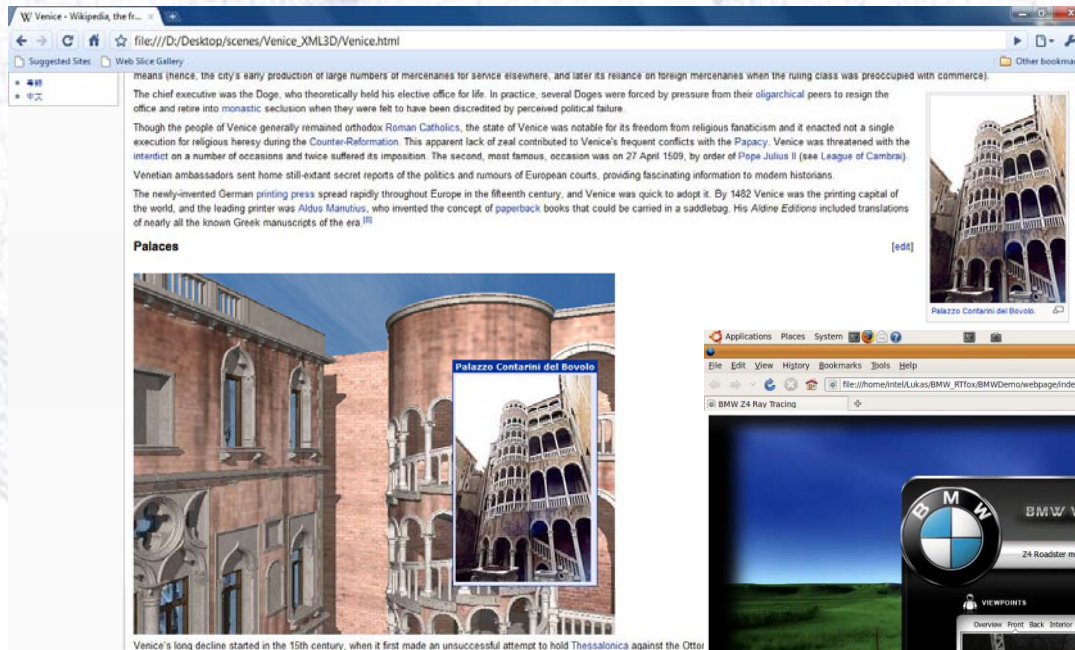 Venice - Wikipedia, the fr...
file:///D:/Desktop/scenes/Venice_XML3D/Venice.html
Suggested Sites Web Slice Gallery Other bookmar
粵語
中文
means (hence, the city's early production of large numbers of mercenaries for service elsewhere, and later its reliance on foreign mercenaries when the ruling class was preoccupied with commerce).
The chief executive was the Doge, who theoretically held his elective office for life. In practice, several Doges were forced by pressure from their oligarchical peers to resign the
office and retire into monastic seclusion when they were felt to have been discredited by perceived political failure.
Though the people of Venice generally remained orthodox Roman Catholics, the state of Venice was notable for its freedom from religious fanaticism and it enacted not a single
execution for religious heresy during the Counter-Reformation. This apparent lack of zeal contributed to Venice's frequent conflicts with the Papacy. Venice was threatened with the
interdict on a number of occasions and twice suffered its imposition. The second, most famous, occasion was on 27 April 1509, by order of Pope Julius II (see League of Cambrai).
Venetian ambassadors sent home still-extant secret reports of the politics and rumours of European courts, providing fascinating information to modern historians.
The newly-invented German printing press spread rapidly throughout Europe in the fifteenth century, and Venice was quick to adopt it. By 1482 Venice was the printing capital of
the world, and the leading printer was Aldus Manutius, who invented the concept of paperback books that could be carried in a saddlebag. His Aldine Editions included translations
of nearly all the known Greek manuscripts of the era.[8]
Palaces [edit]
Palazzo Contarini del Bovolo.
Palazzo Contarini del Bovolo
Venice's long decline started in the 15th century, when it first made an unsuccessful attempt to hold Thessalonica against the Ottor
Applications Places System
File Edit View History Bookmarks Tools Help
file:///home/intel/Lukas/BMW_RTfox/BMWDemo/webpage/inde
BMW Z4 Ray Tracing
BMW
BMW V
Z4 Roadster m
VIEWPOINTS
Overview Front Back Interior